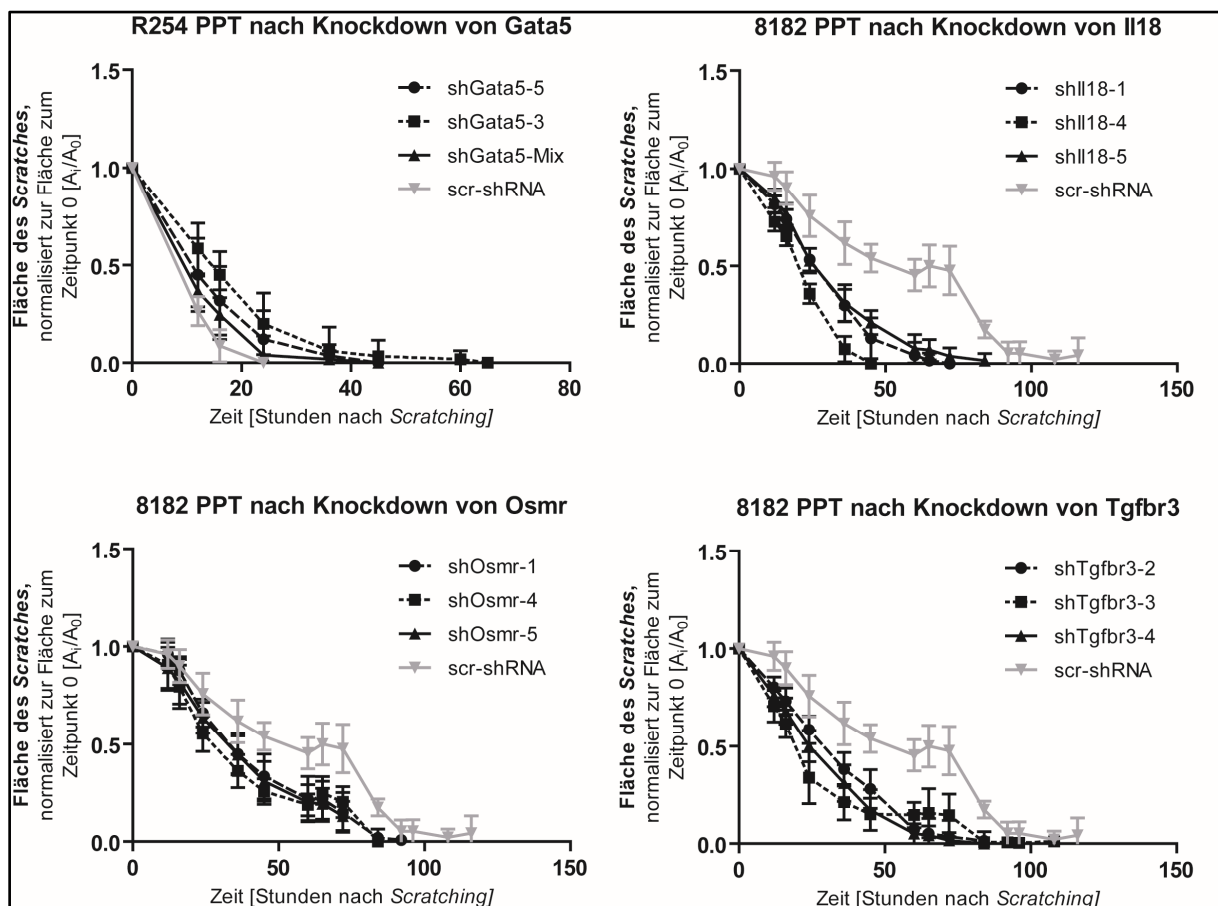 R254 PPT nach Knockdown von Gata5
Fläche des Scratches,
normalisiert zur Fläche zum
Zeitpunkt 0 [Ai/A0]
1.5
1.0
0.5
0.0
shGata5-5
shGata5-3
shGata5-Mix
scr-shRNA
0 20 40 60 80
Zeit [Stunden nach Scratching]
8182 PPT nach Knockdown von Il18
Fläche des Scratches,
normalisiert zur Fläche zum
Zeitpunkt 0 [Ai/A0]
1.5
1.0
0.5
0.0
shIl18-1
shIl18-4
shIl18-5
scr-shRNA
0 50 100 150
Zeit [Stunden nach Scratching]
8182 PPT nach Knockdown von Osmr
Fläche des Scratches,
normalisiert zur Fläche zum
Zeitpunkt 0 [Ai/A0]
1.5
1.0
0.5
0.0
shOsmr-1
shOsmr-4
shOsmr-5
scr-shRNA
0 50 100 150
Zeit [Stunden nach Scratching]
8182 PPT nach Knockdown von Tgfbr3
Fläche des Scratches,
normalisiert zur Fläche zum
Zeitpunkt 0 [Ai/A0]
1.5
1.0
0.5
0.0
shTgfbr3-2
shTgfbr3-3
shTgfbr3-4
scr-shRNA
0 50 100 150
Zeit [Stunden nach Scratching]